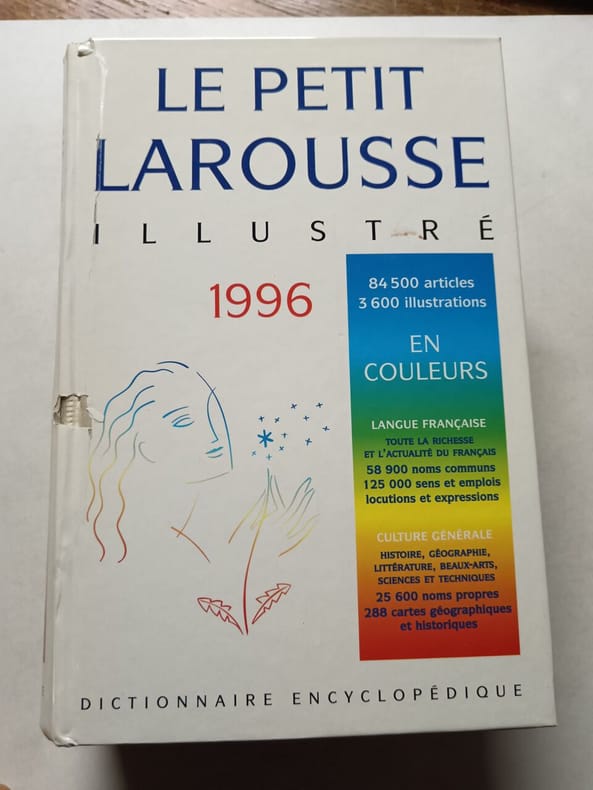 LE PETIT
LAROUSSE
ILLUSTRÉ
1996
84 500 articles
3 600 illustrations
EN
COULEURS
LANGUE FRANÇAISE
TOUTE LA RICHESSE
ET L'ACTUALITÉ DU FRANÇAIS
58 900 noms communs
125 000 sens et emplois
locutions et expressions
CULTURE GÉNÉRALE
HISTOIRE, GÉOGRAPHIE,
LITTÉRATURE, BEAUX-ARTS,
SCIENCES ET TECHNIQUES
25 600 noms propres
288 cartes géographiques
et historiques
DICTIONNAIRE ENCYCLOPÉDIQUE